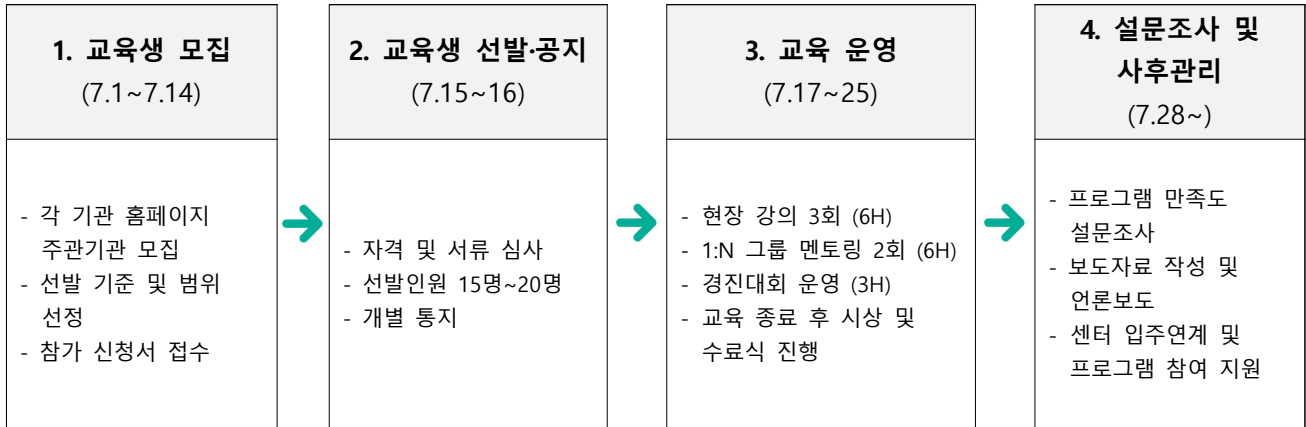 1. 교육생 모집
(7.1~7.14)
- 각 기관 홈페이지
주관기관 모집
- 선발 기준 및 범위
선정
- 참가 신청서 접수
2. 교육생 선발·공지
(7.15~16)
- 자격 및 서류 심사
- 선발인원 15명~20명
- 개별 통지
3. 교육 운영
(7.17~25)
- 현장 강의 3회 (6H)
- 1:N 그룹 멘토링 2회 (6H)
- 경진대회 운영 (3H)
- 교육 종료 후 시상 및
수료식 진행
4. 설문조사 및
사후관리
(7.28~)
- 프로그램 만족도
설문조사
- 보도자료 작성 및
언론보도
- 센터 입주연계 및
프로그램 참여 지원